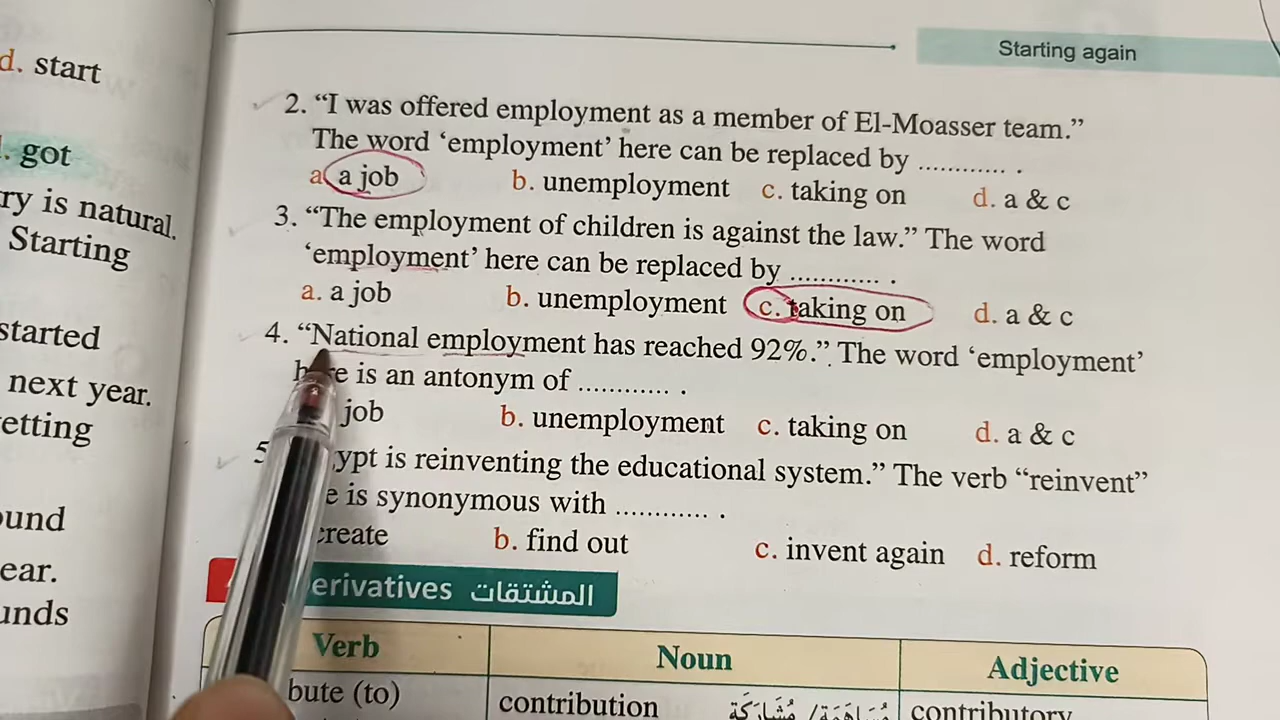 d. start
got
ry is natural.
Starting
started
next year.
etting
ound
ear.
unds
Starting again
2. “I was offered employment as a member of El-Moasser team.”
The word ‘employment’ here can be replaced by ............ .
a. a job b. unemployment c. taking on d. a & c
3. “The employment of children is against the law.” The word
‘employment’ here can be replaced by ............ .
a. a job b. unemployment c. taking on d. a & c
4. “National employment has reached 92%.” The word ‘employment’
is an antonym of ............ .
job b. unemployment c. taking on d. a & c
5. ypt is reinventing the educational system.” The verb “reinvent”
e is synonymous with ............ .
create b. find out c. invent again d. reform
erivatives المشتقات
Verb Noun Adjective
bute (to) contribution مُسَاهَمَة/ مُشَارَكَة contributory